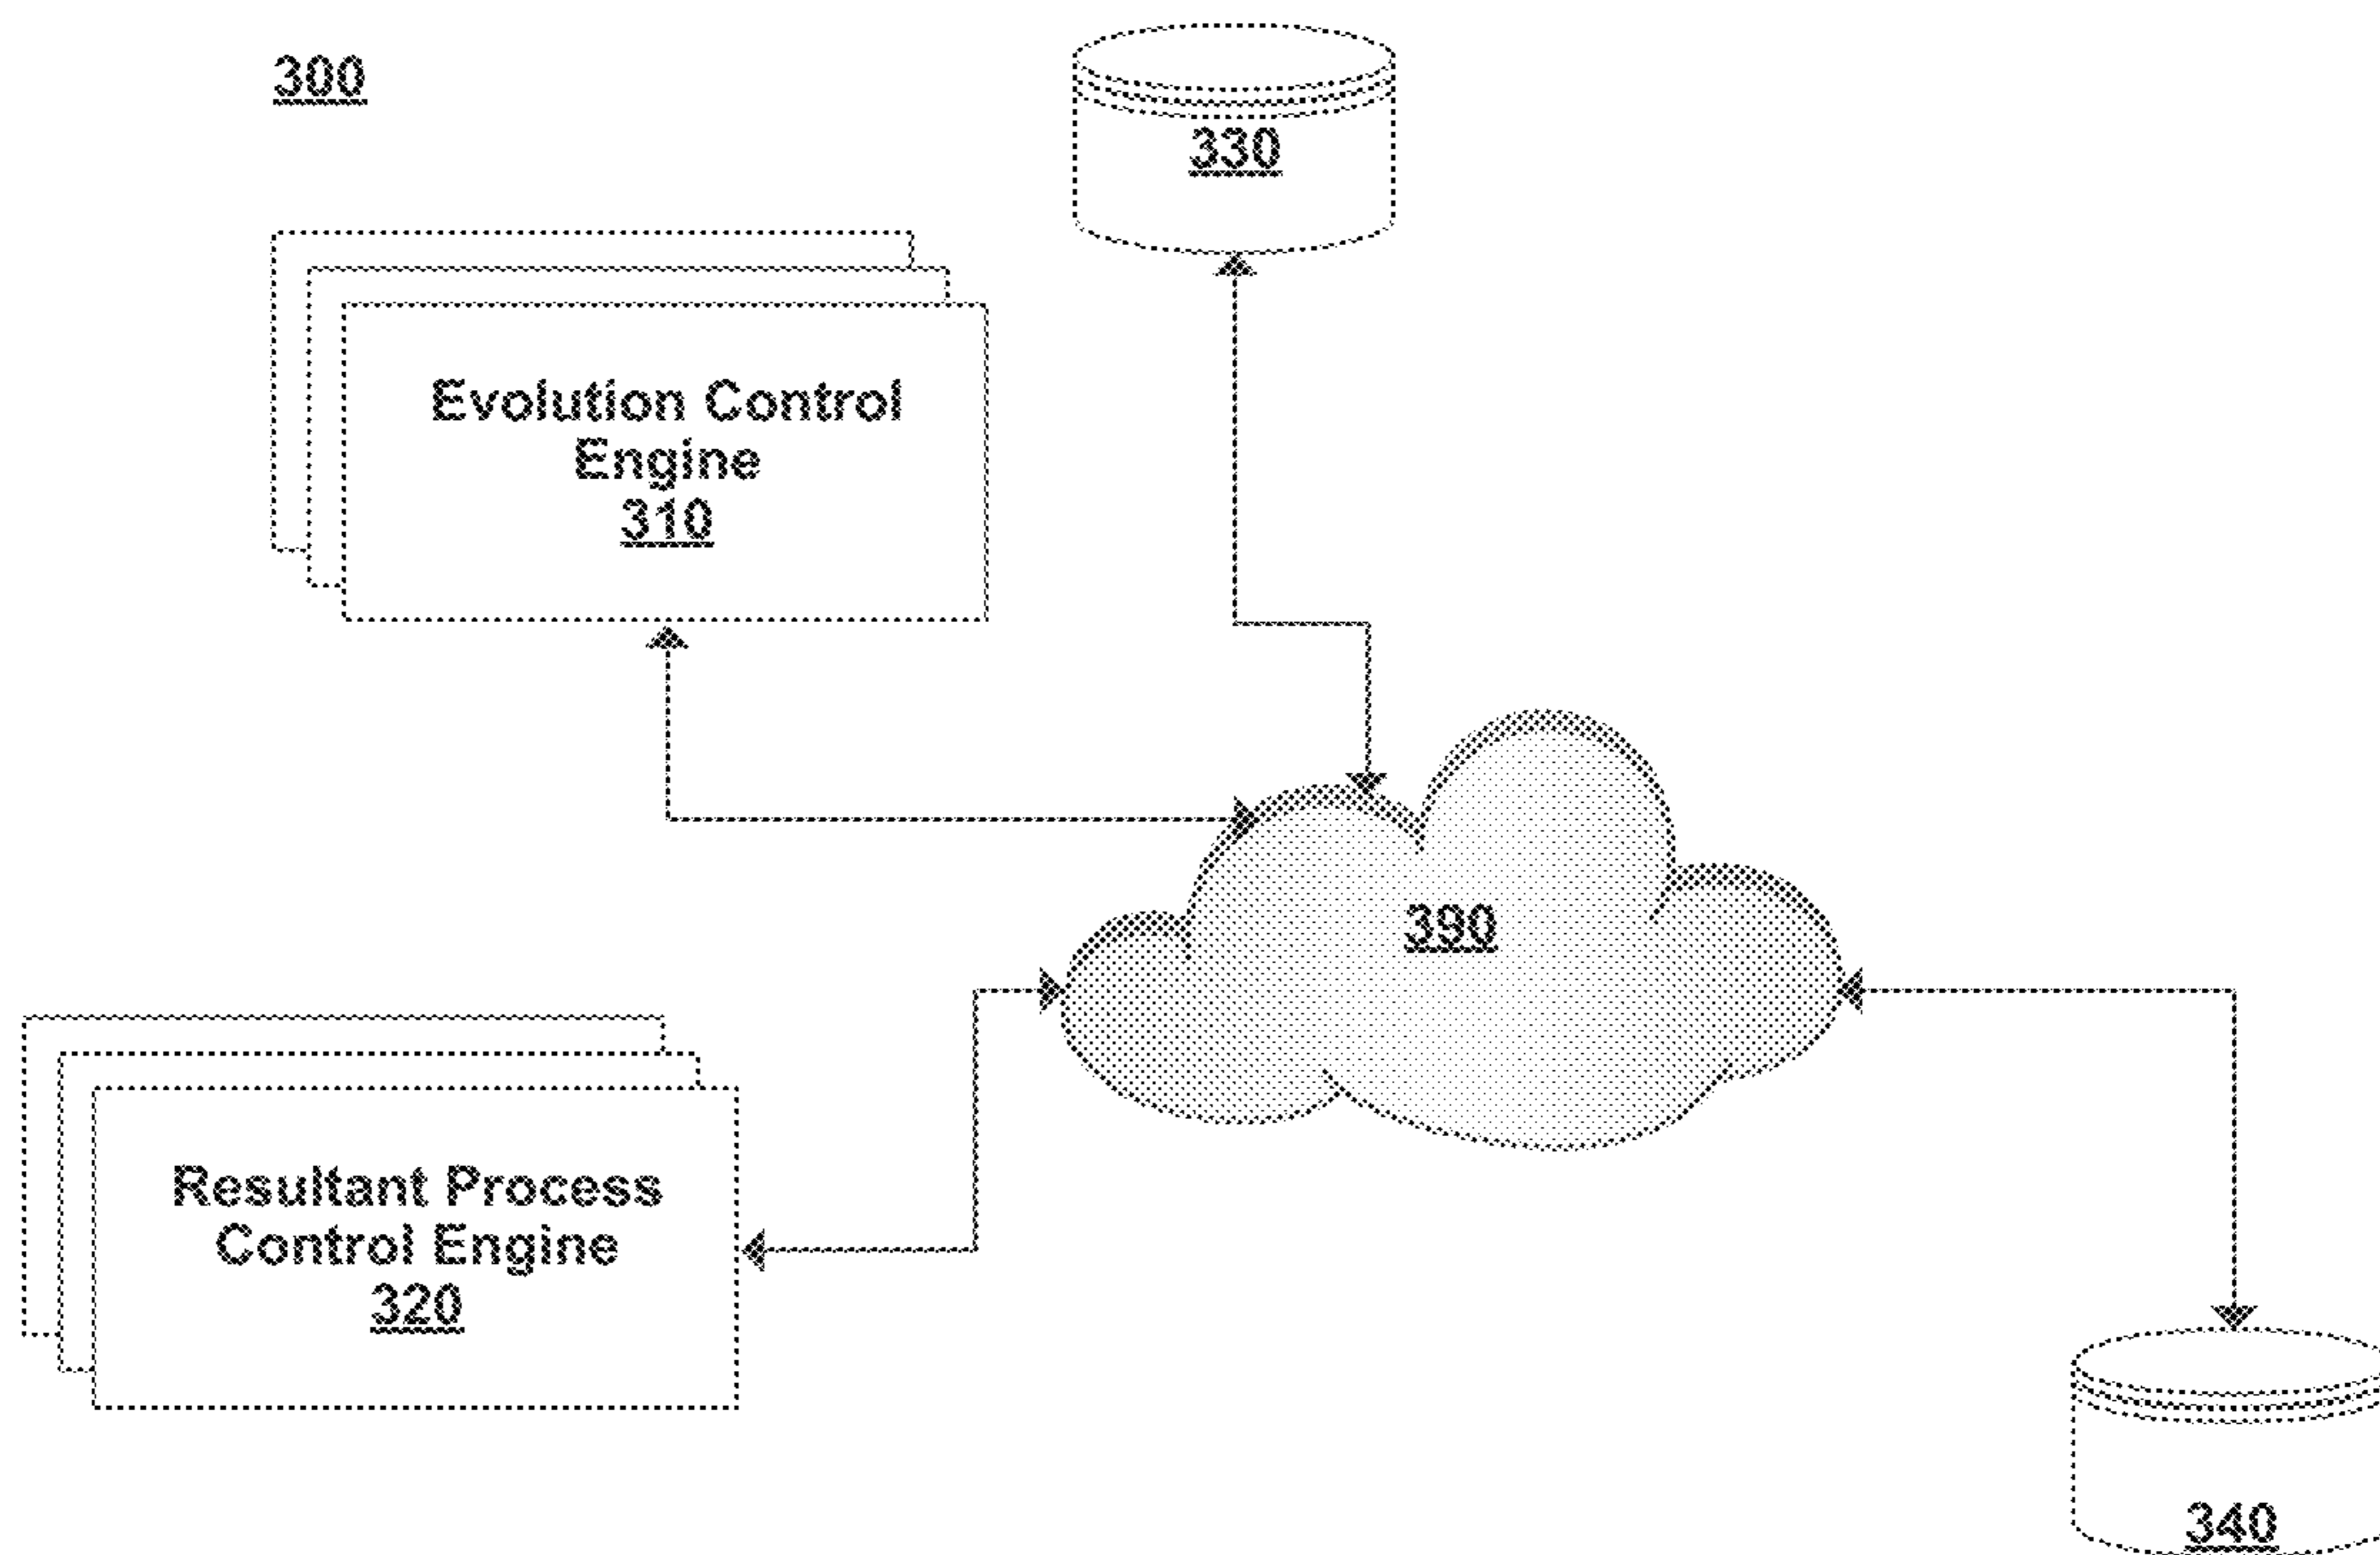 300
330
Evolution Control
Engine
310
390
Resultant Process
Control Engine
320
340